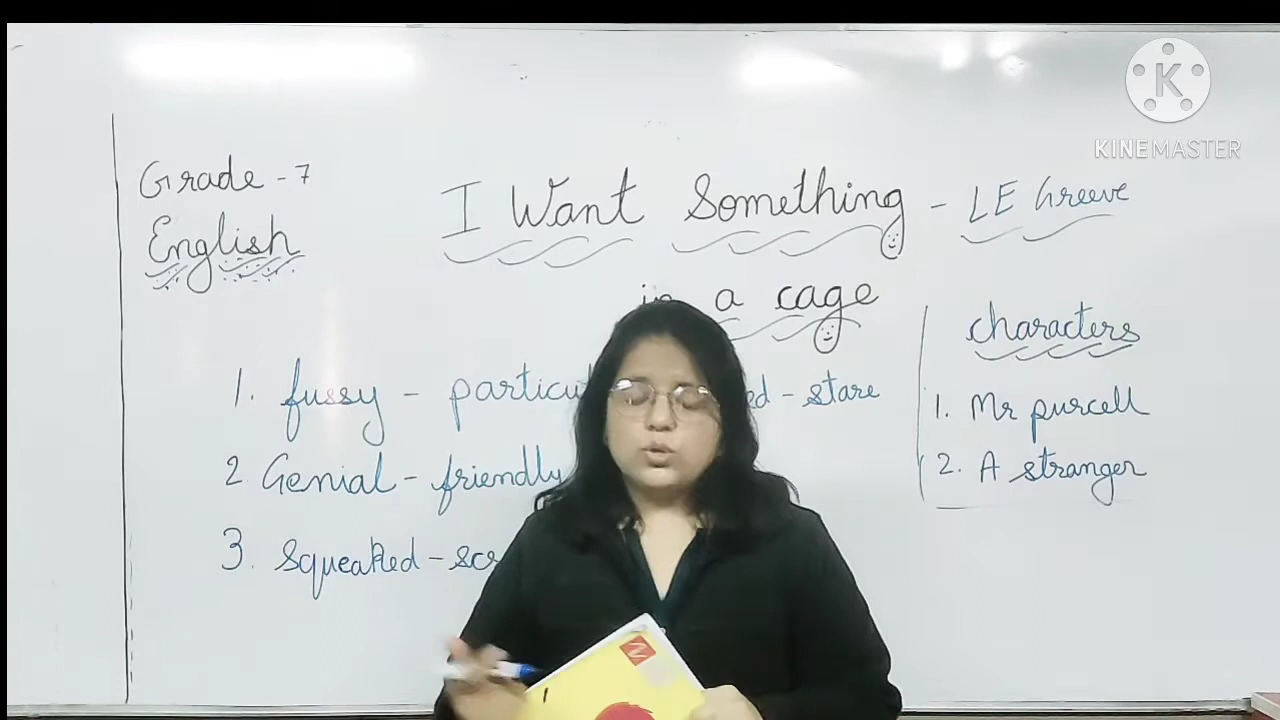 Grade - 7
English
I Want Something - LE Greeve
in a cage
characters
1. Mr purcell
2. A stranger
1. fussy - particu
ed - stare
2 Genial - friendly
3. Squeaked - scr
KINEMASTER